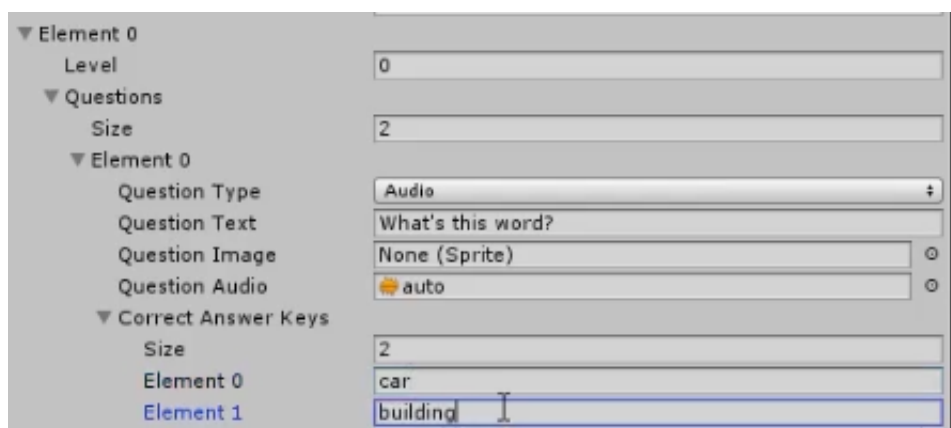 Element 0
Level 0
Questions
Size 2
Element 0
Question Type Audio
Question Text What's this word?
Question Image None (Sprite)
Question Audio auto
Correct Answer Keys
Size 2
Element 0 car
Element 1 building